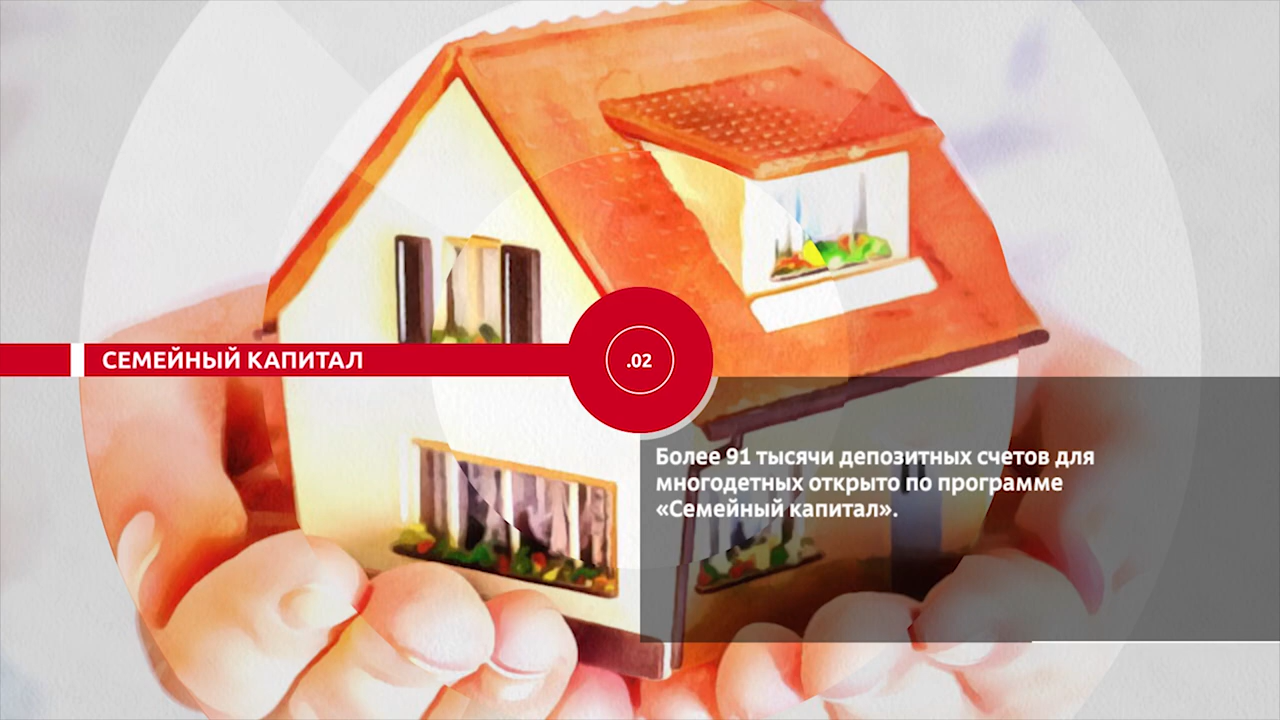 СЕМЕЙНЫЙ КАПИТАЛ
.02
Более 91 тысячи депозитных счетов для
многодетных открыто по программе
«Семейный капитал».